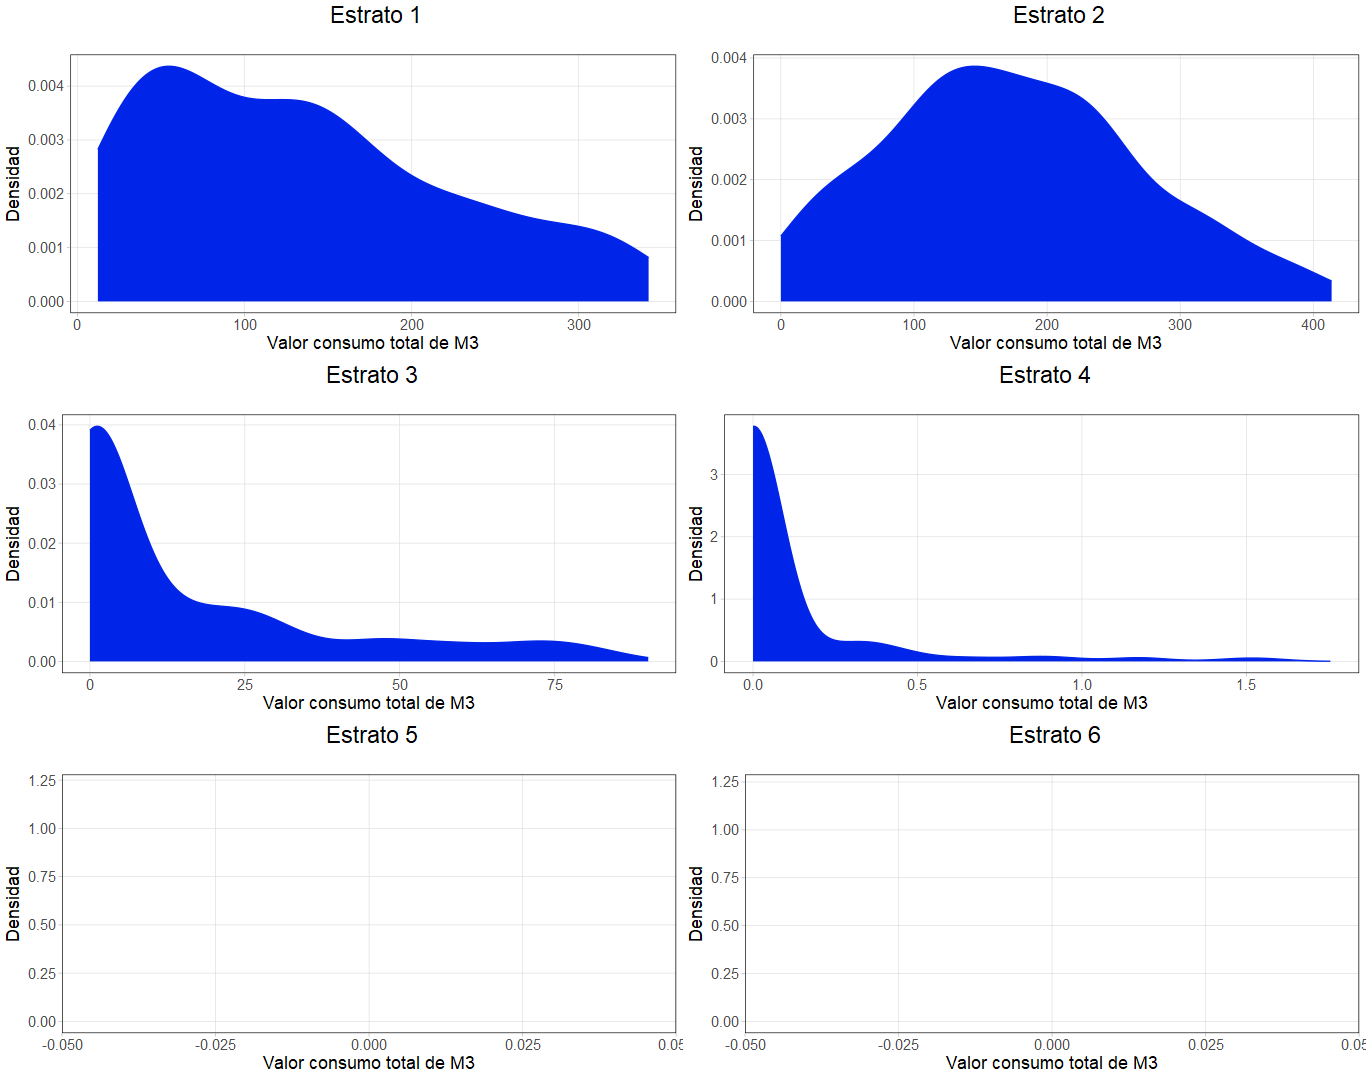 Estrato 1
Densidad
0.004
0.003
0.002
0.001
0.000
0 100 200 300
Valor consumo total de M3
Estrato 2
Densidad
0.004
0.003
0.002
0.001
0.000
0 100 200 300 400
Valor consumo total de M3
Estrato 3
Densidad
0.04
0.03
0.02
0.01
0.00
0 25 50 75
Valor consumo total de M3
Estrato 4
Densidad
3
2
1
0
0.0 0.5 1.0 1.5
Valor consumo total de M3
Estrato 5
Densidad
1.25
1.00
0.75
0.50
0.25
0.00
-0.050 -0.025 0.000 0.025
Valor consumo total de M3
Estrato 6
Densidad
1.25
1.00
0.75
0.50
0.25
0.00
-0.050 -0.025 0.000 0.025
Valor consumo total de M3